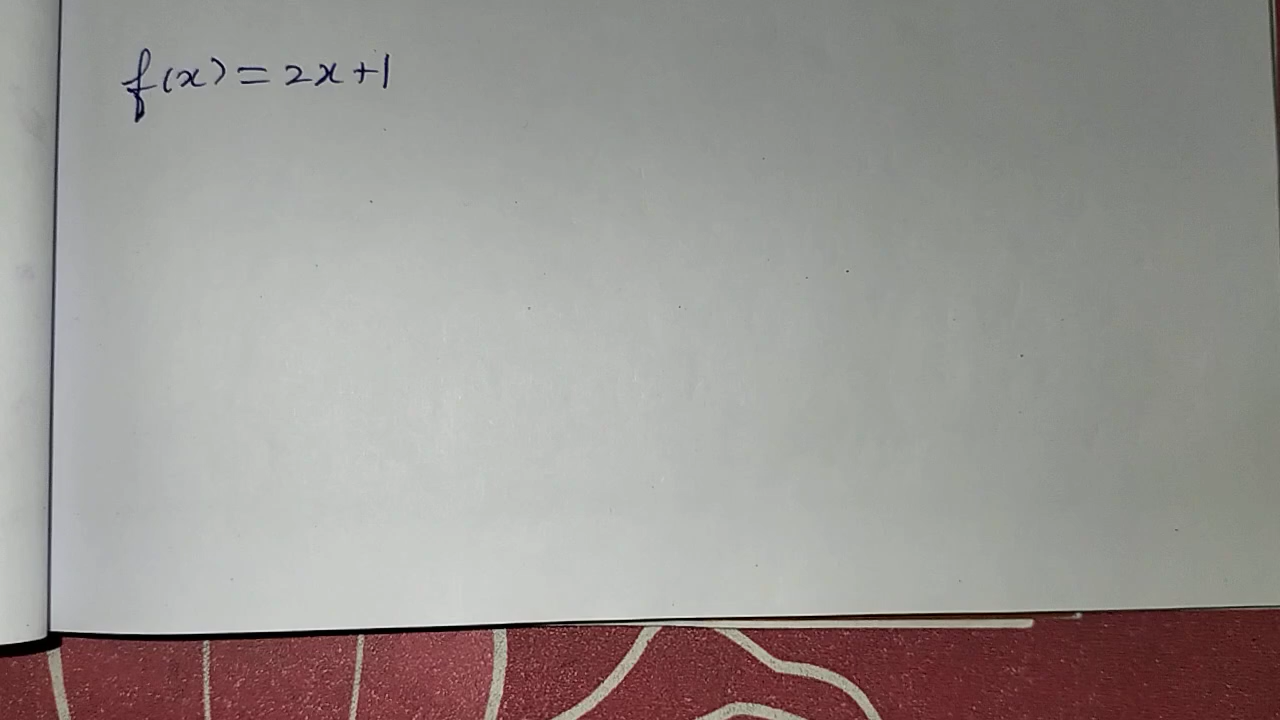 f(x) = 2x + 1